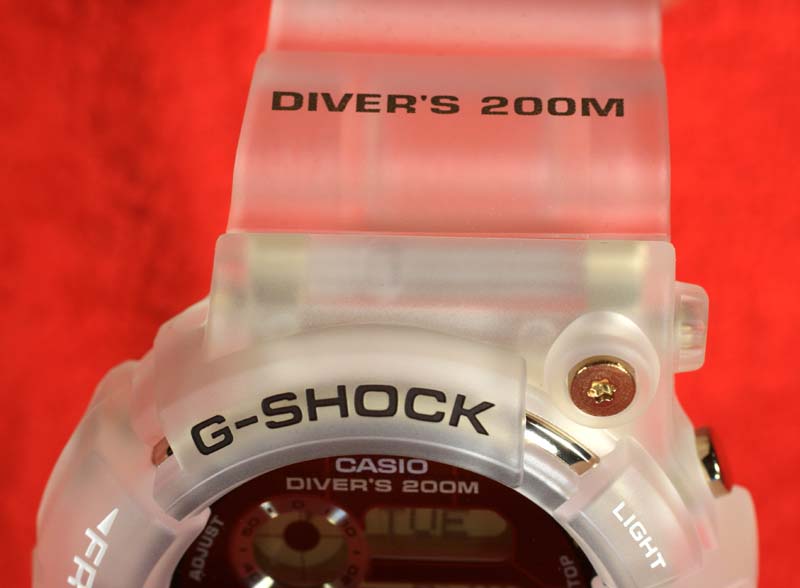 DIVER'S 200M
G-SHOCK
CASIO
DIVER'S 200M
ADJUST
LIGHT